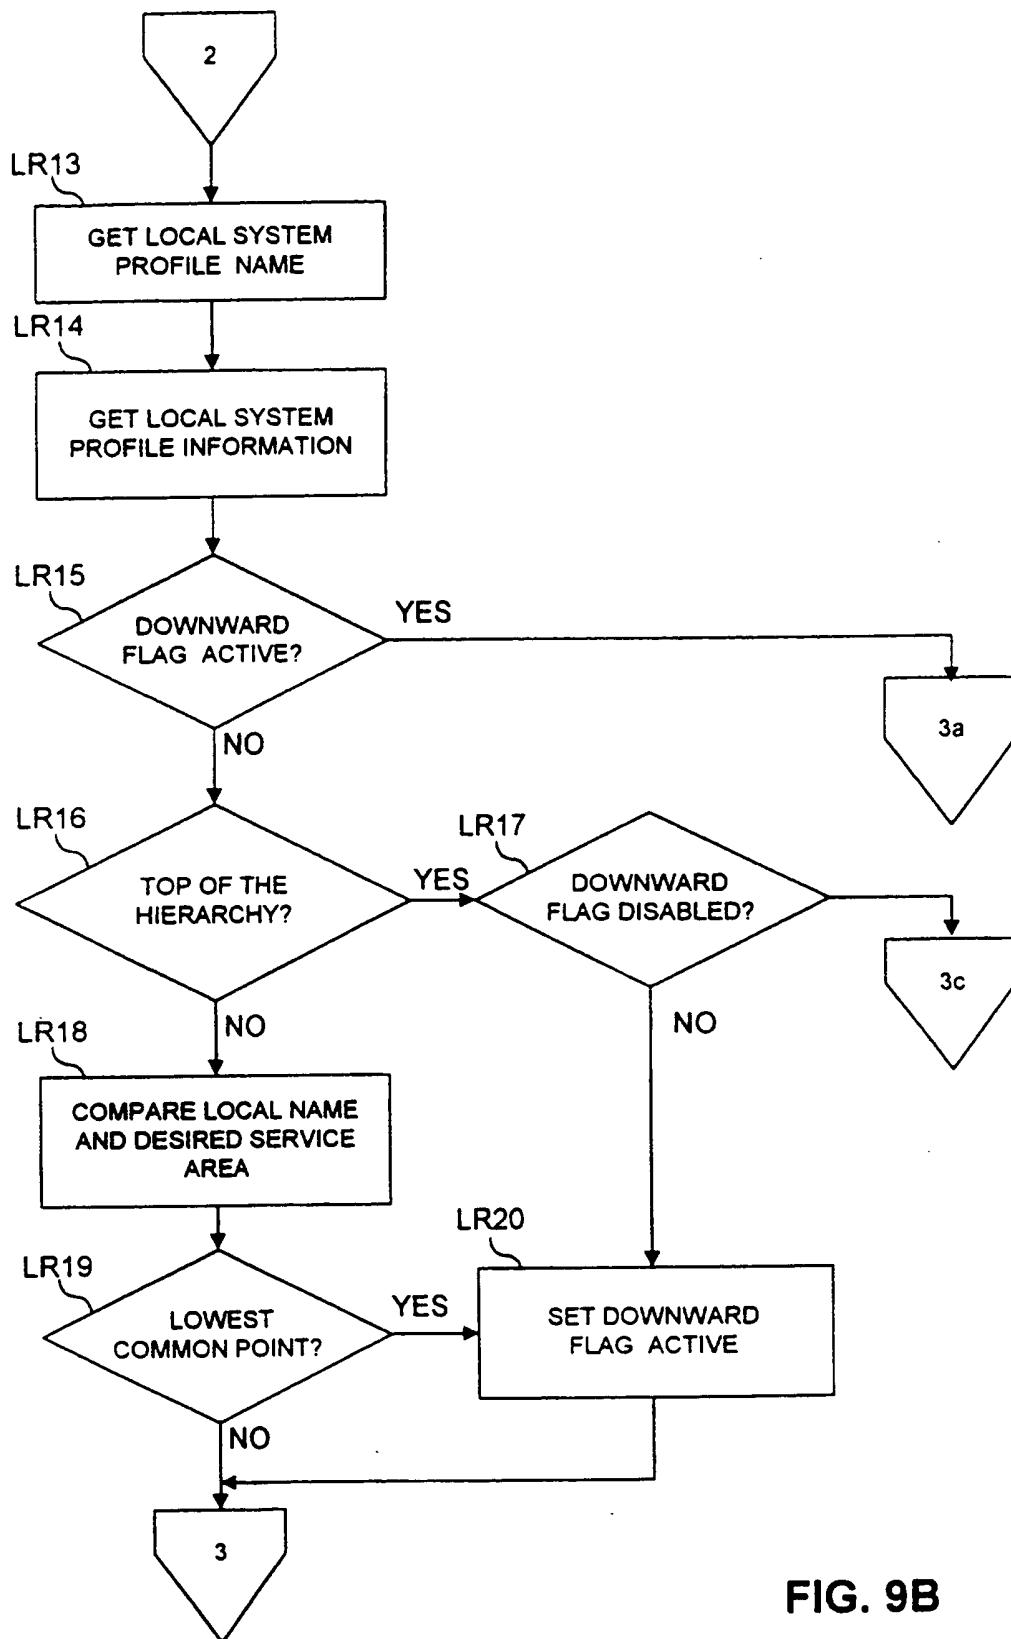 2
LR13
GET LOCAL SYSTEM
PROFILE NAME
LR14
GET LOCAL SYSTEM
PROFILE INFORMATION
LR15
DOWNWARD
FLAG ACTIVE?
YES
3a
NO
LR16
TOP OF THE
HIERARCHY?
YES
LR17
DOWNWARD
FLAG DISABLED?
3c
NO
NO
LR18
COMPARE LOCAL NAME
AND DESIRED SERVICE
AREA
LR19
LOWEST
COMMON POINT?
YES
LR20
SET DOWNWARD
FLAG ACTIVE
NO
3
FIG. 9B